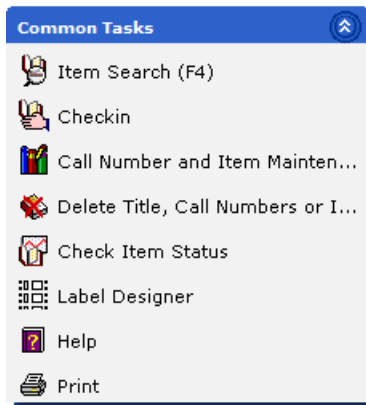 Common Tasks
Item Search (F4)
Checkin
Call Number and Item Mainten...
Delete Title, Call Numbers or I...
Check Item Status
Label Designer
Help
Print